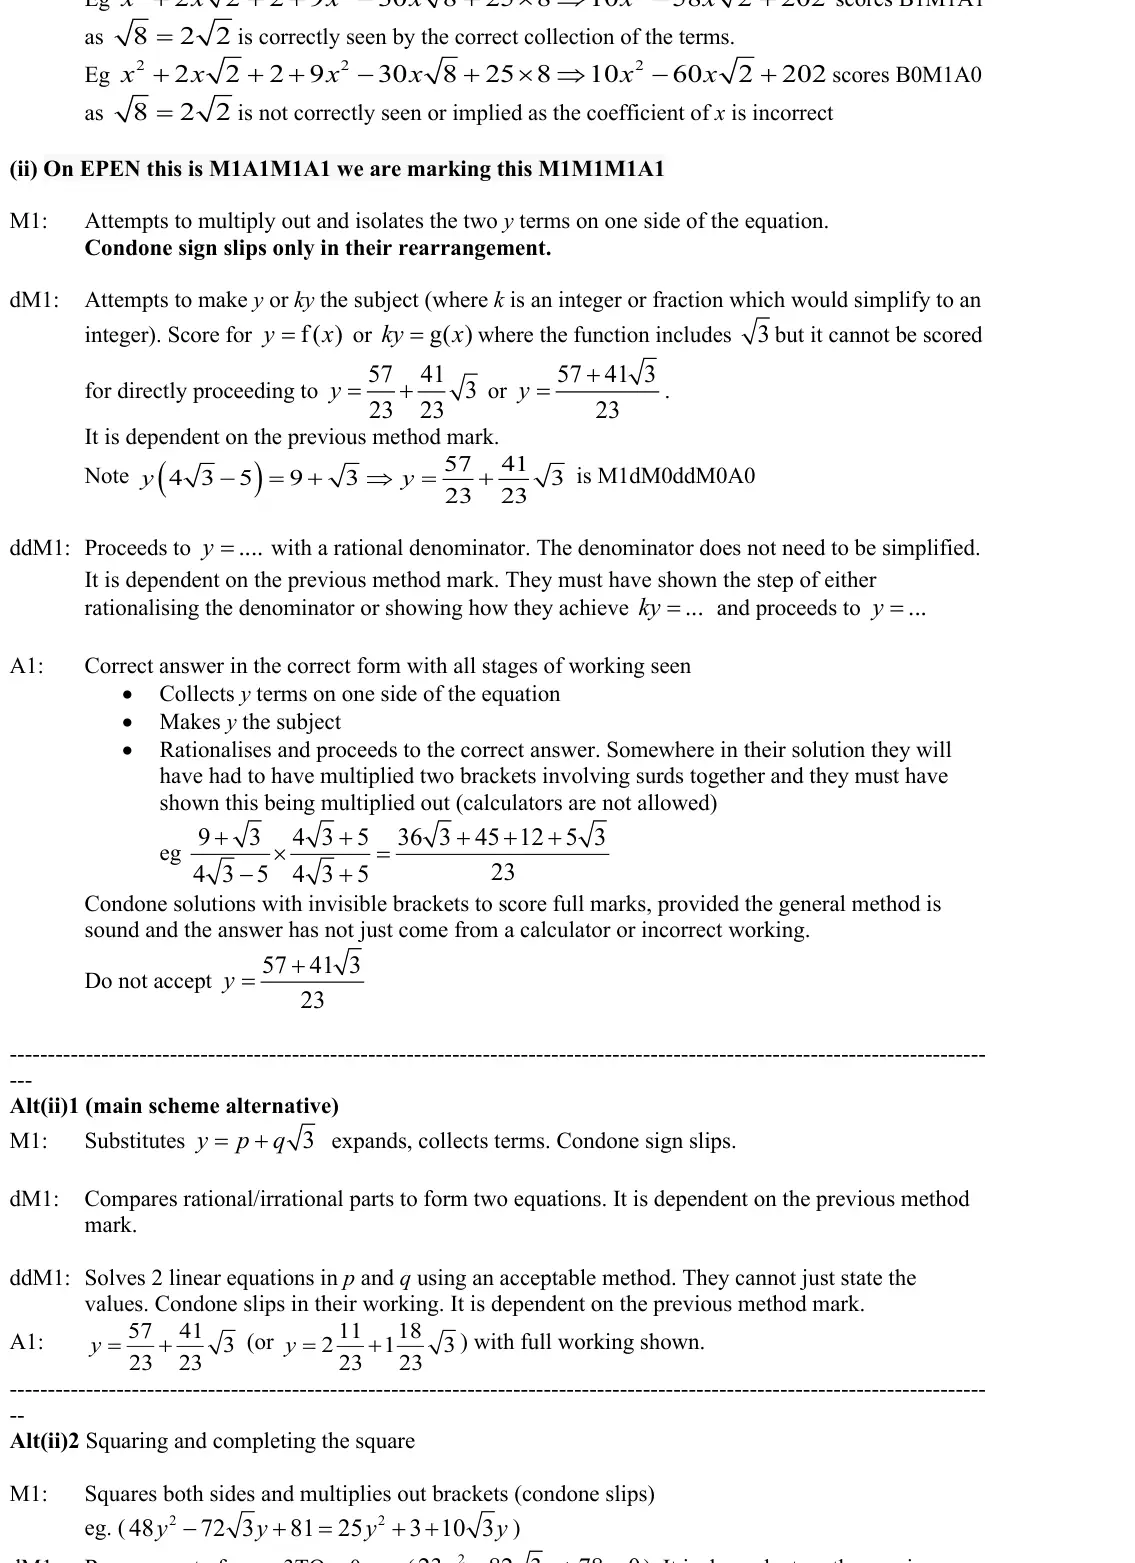 as √8 = 2√2 is correctly seen by the correct collection of the terms.
Eg x² + 2x√2 + 2 + 9x² − 30x√8 + 25×8 ⇒ 10x² − 60x√2 + 202 scores B0M1A0
as √8 = 2√2 is not correctly seen or implied as the coefficient of x is incorrect
(ii) On EPEN this is M1A1M1A1 we are marking this M1M1M1A1
M1: Attempts to multiply out and isolates the two y terms on one side of the equation.
Condone sign slips only in their rearrangement.
dM1: Attempts to make y or ky the subject (where k is an integer or fraction which would simplify to an
integer). Score for y = f(x) or ky = g(x) where the function includes √3 but it cannot be scored
for directly proceeding to y = 57/23 + 41/23 √3 or y = (57 + 41√3)/23 .
It is dependent on the previous method mark.
Note y(4√3 − 5) = 9 + √3 ⇒ y = 57/23 + 41/23 √3 is M1dM0ddM0A0
ddM1: Proceeds to y = .... with a rational denominator. The denominator does not need to be simplified.
It is dependent on the previous method mark. They must have shown the step of either
rationalising the denominator or showing how they achieve ky = ... and proceeds to y = ...
A1: Correct answer in the correct form with all stages of working seen
• Collects y terms on one side of the equation
• Makes y the subject
• Rationalises and proceeds to the correct answer. Somewhere in their solution they will
have had to have multiplied two brackets involving surds together and they must have
shown this being multiplied out (calculators are not allowed)
eg (9 + √3)/(4√3 − 5) × (4√3 + 5)/(4√3 + 5) = (36√3 + 45 + 12 + 5√3)/23
Condone solutions with invisible brackets to score full marks, provided the general method is
sound and the answer has not just come from a calculator or incorrect working.
Do not accept y = (57 + 41√3)/23
---
Alt(ii)1 (main scheme alternative)
M1: Substitutes y = p + q√3 expands, collects terms. Condone sign slips.
dM1: Compares rational/irrational parts to form two equations. It is dependent on the previous method
mark.
ddM1: Solves 2 linear equations in p and q using an acceptable method. They cannot just state the
values. Condone slips in their working. It is dependent on the previous method mark.
A1: y = 57/23 + 41/23 √3 (or y = 2 11/23 + 1 18/23 √3 ) with full working shown.
--
Alt(ii)2 Squaring and completing the square
M1: Squares both sides and multiplies out brackets (condone slips)
eg. ( 48y² − 72√3y + 81 = 25y² + 3 + 10√3y )